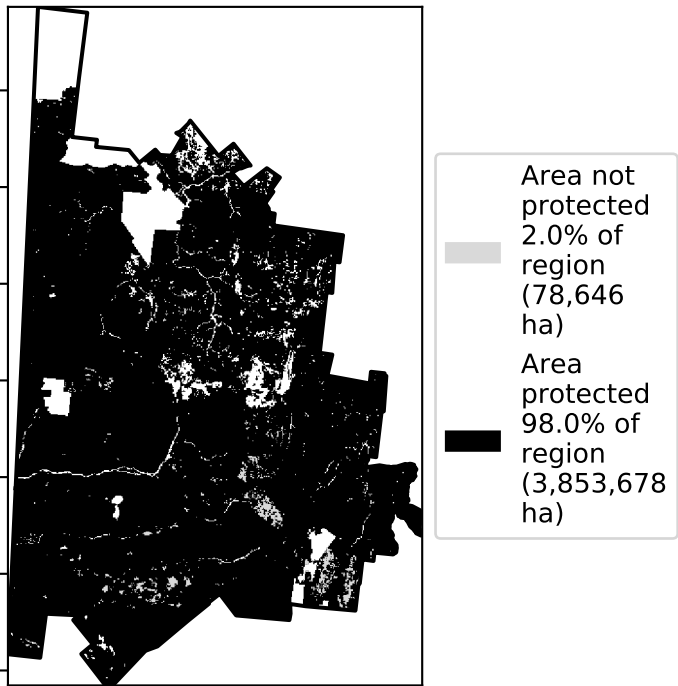 Area not
protected
2.0% of
region
(78,646
ha)
Area
protected
98.0% of
region
(3,853,678
ha)